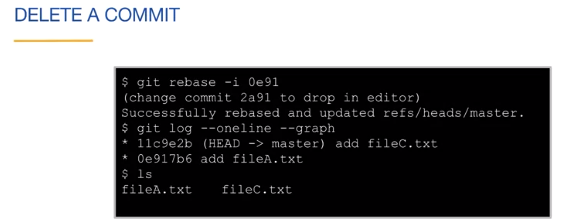 DELETE A COMMIT
$ git rebase -i 0e91
(change commit 2a91 to drop in editor)
Successfully rebased and updated refs/heads/master.
$ git log --oneline --graph
* 11c9e2b (HEAD -> master) add fileC.txt
* 0e917b6 add fileA.txt
$ ls
fileA.txt    fileC.txt